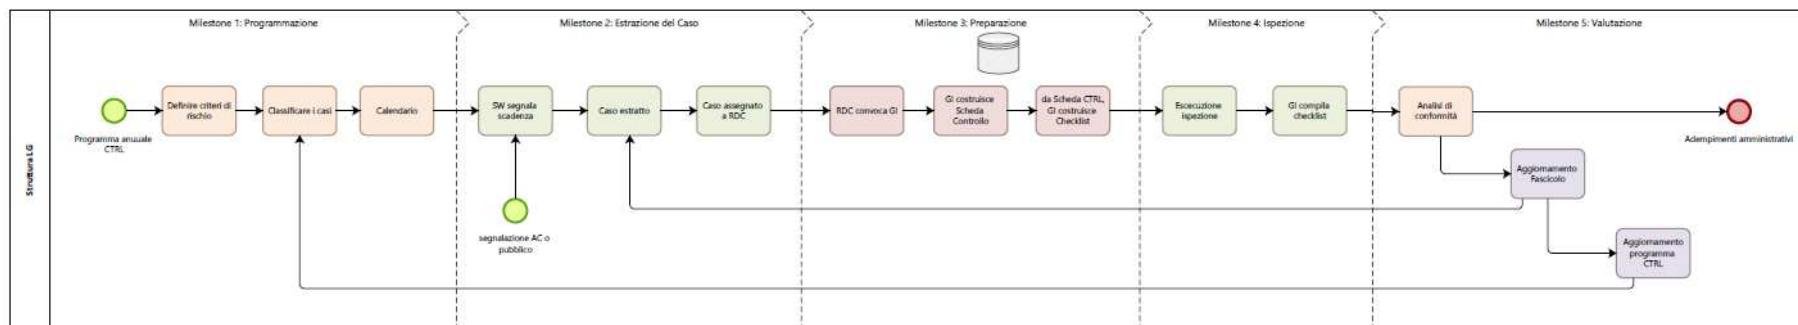 Milestone 1: Programmazione
Milestone 2: Estrazione del Caso
Milestone 3: Preparazione
Milestone 4: Ispezione
Milestone 5: Valutazione
Struttura LG
Programma anuuale
CTRL
Definire criteri di
rischio
Classificare i casi
Calendario
SW segnala
scadenza
Caso estratto
Caso assegnato
a RDC
segnalazione AC o
pubblico
RDC convoca GI
GI costruisce
Scheda
Controllo
da Scheda CTRL,
GI costruisce
Checklist
Escecuzione
ispezione
GI compila
checklist
Analisi di
conformità
Adempimenti amministrativi
Aggiornamento
Fascicolo
Aggiornamento
programma
CTRL